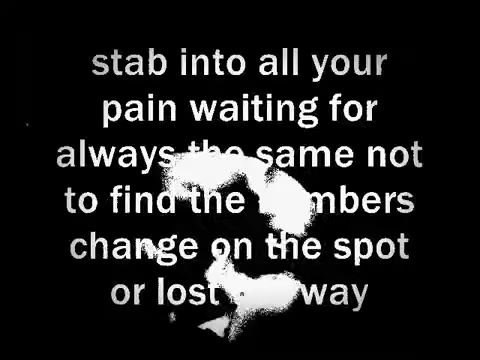 stab into all your
pain waiting for
always the same not
to find the
change on the spot
or lost way